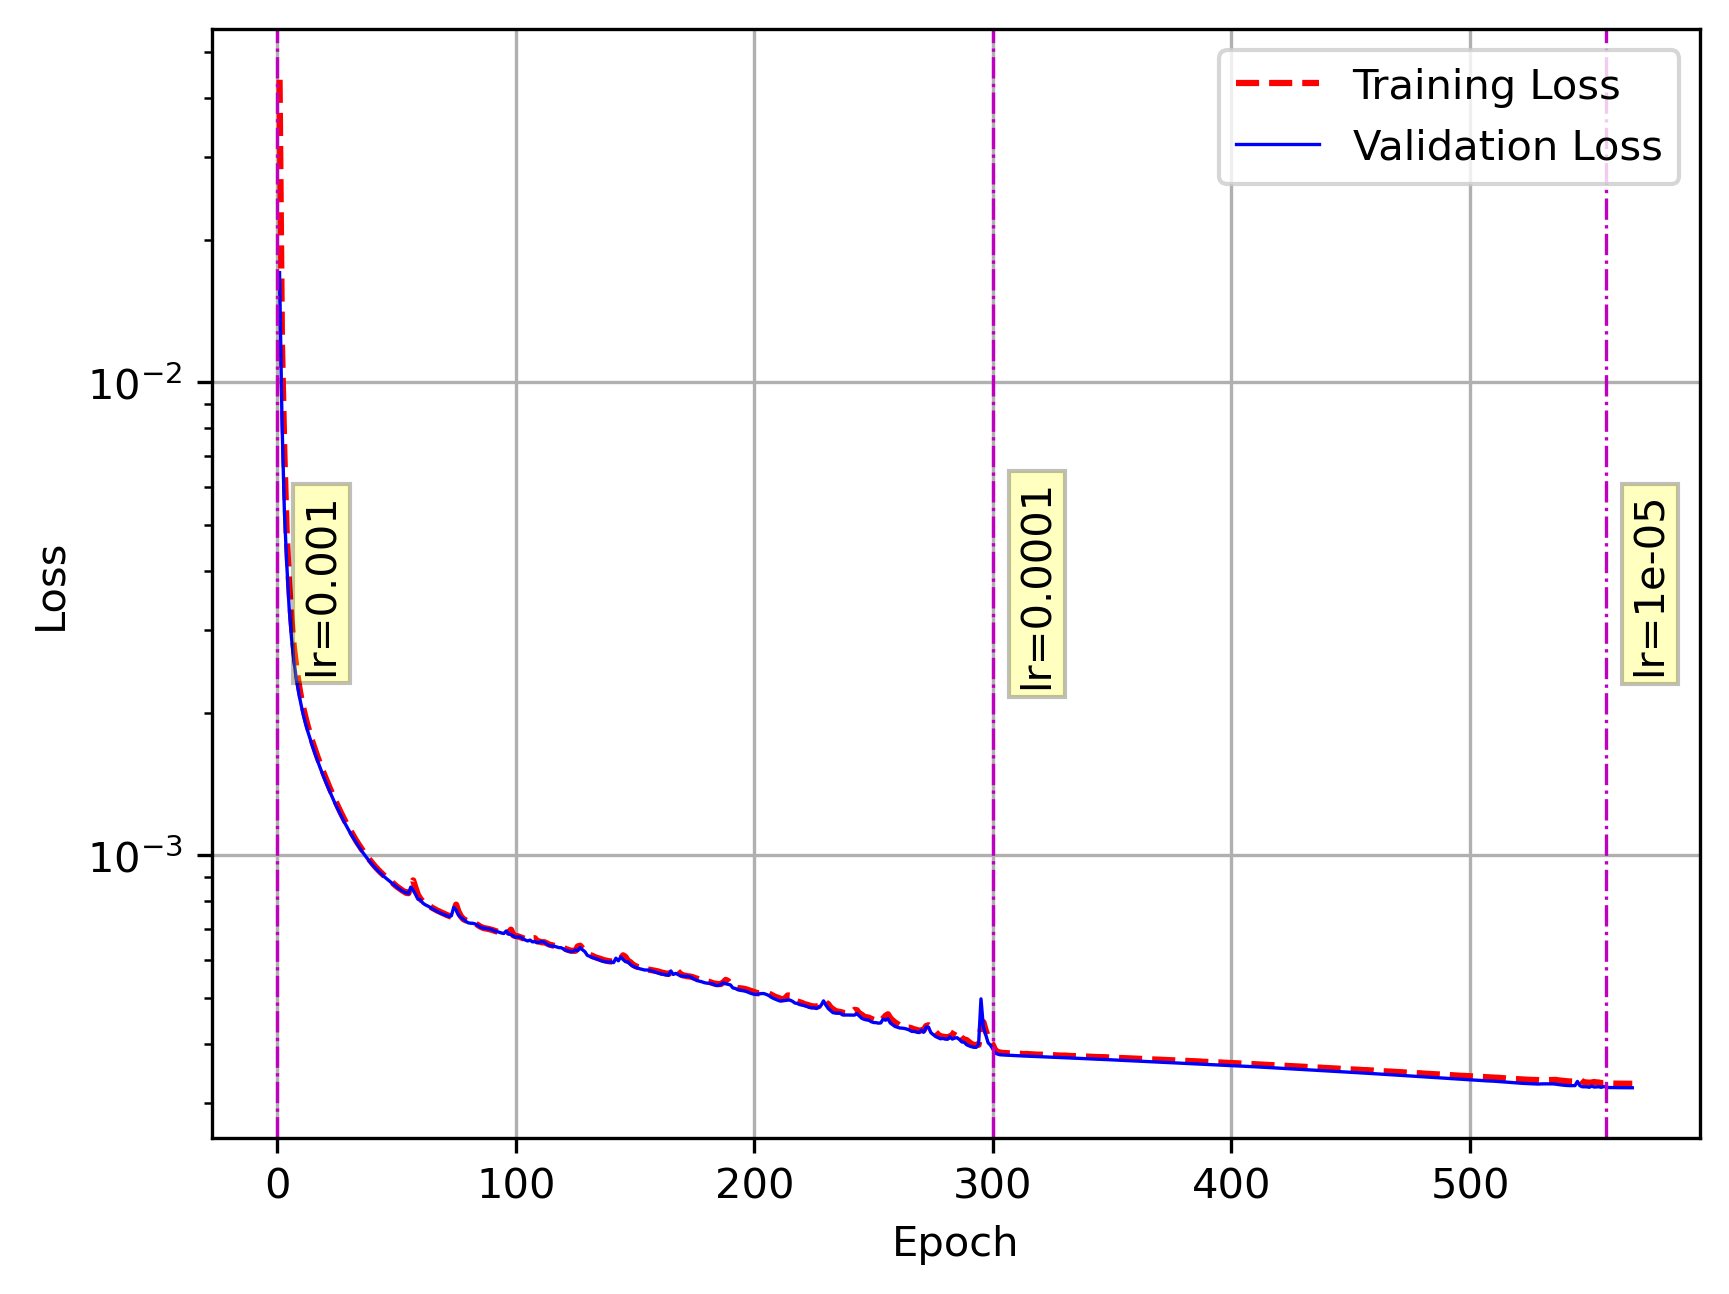 Training Loss
Validation Loss
Loss
10⁻²
10⁻³
lr=0.001
lr=0.0001
lr=1e-05
0 100 200 300 400 500
Epoch